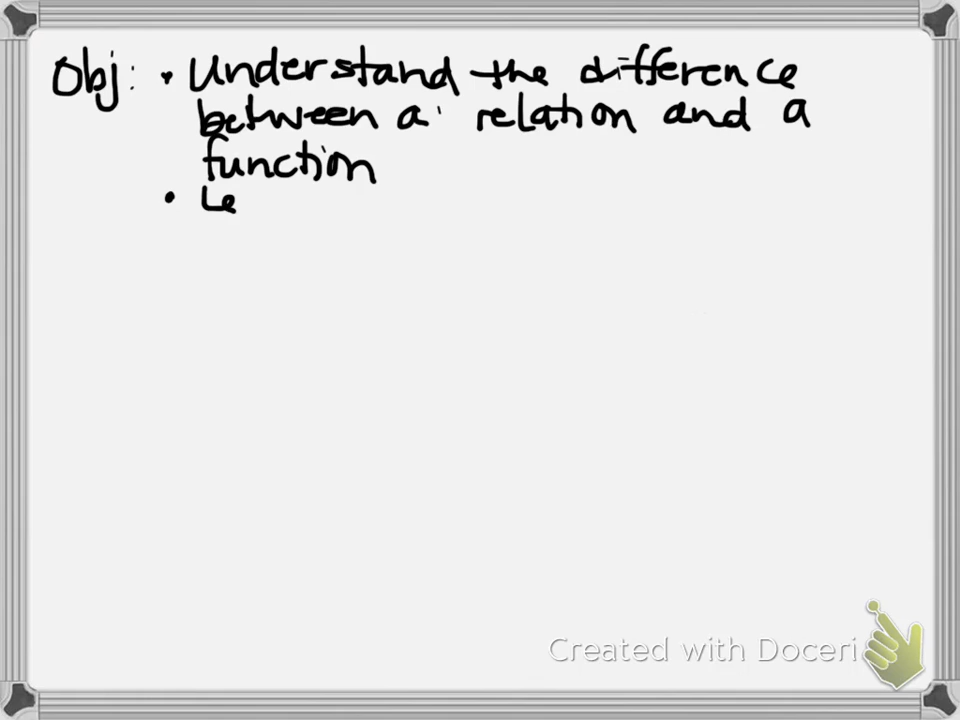 Obj: • Understand the difference
between a relation and a
function
• Le
Created with Doceri